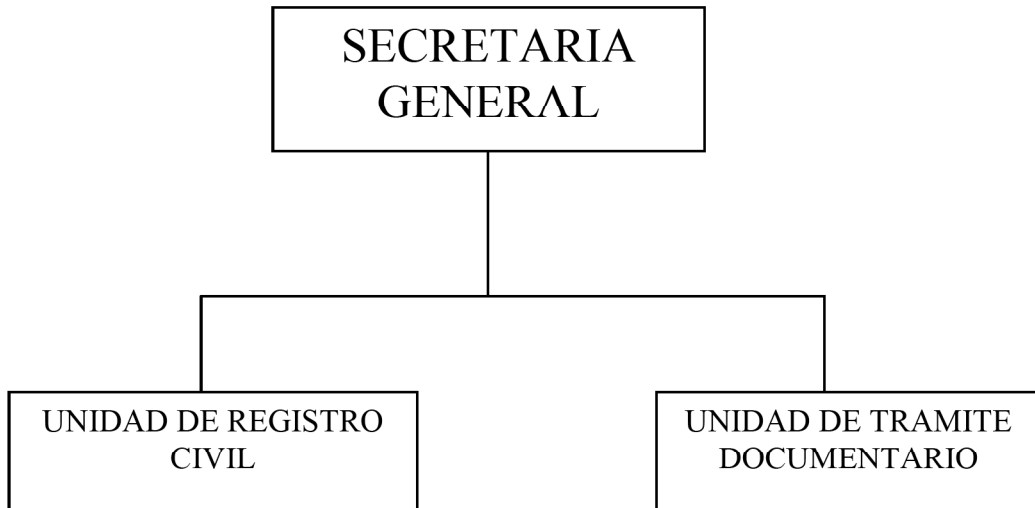 SECRETARIA
GENERAL
UNIDAD DE REGISTRO
CIVIL
UNIDAD DE TRAMITE
DOCUMENTARIO